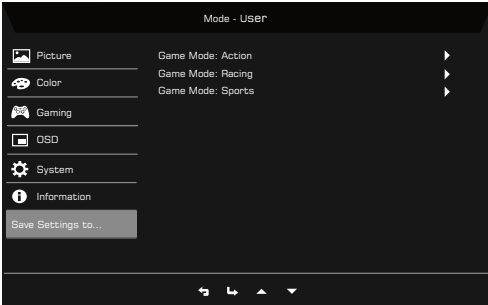 Mode - User
Picture
Color
Gaming
OSD
System
Information
Save Settings to...
Game Mode: Action
Game Mode: Racing
Game Mode: Sports